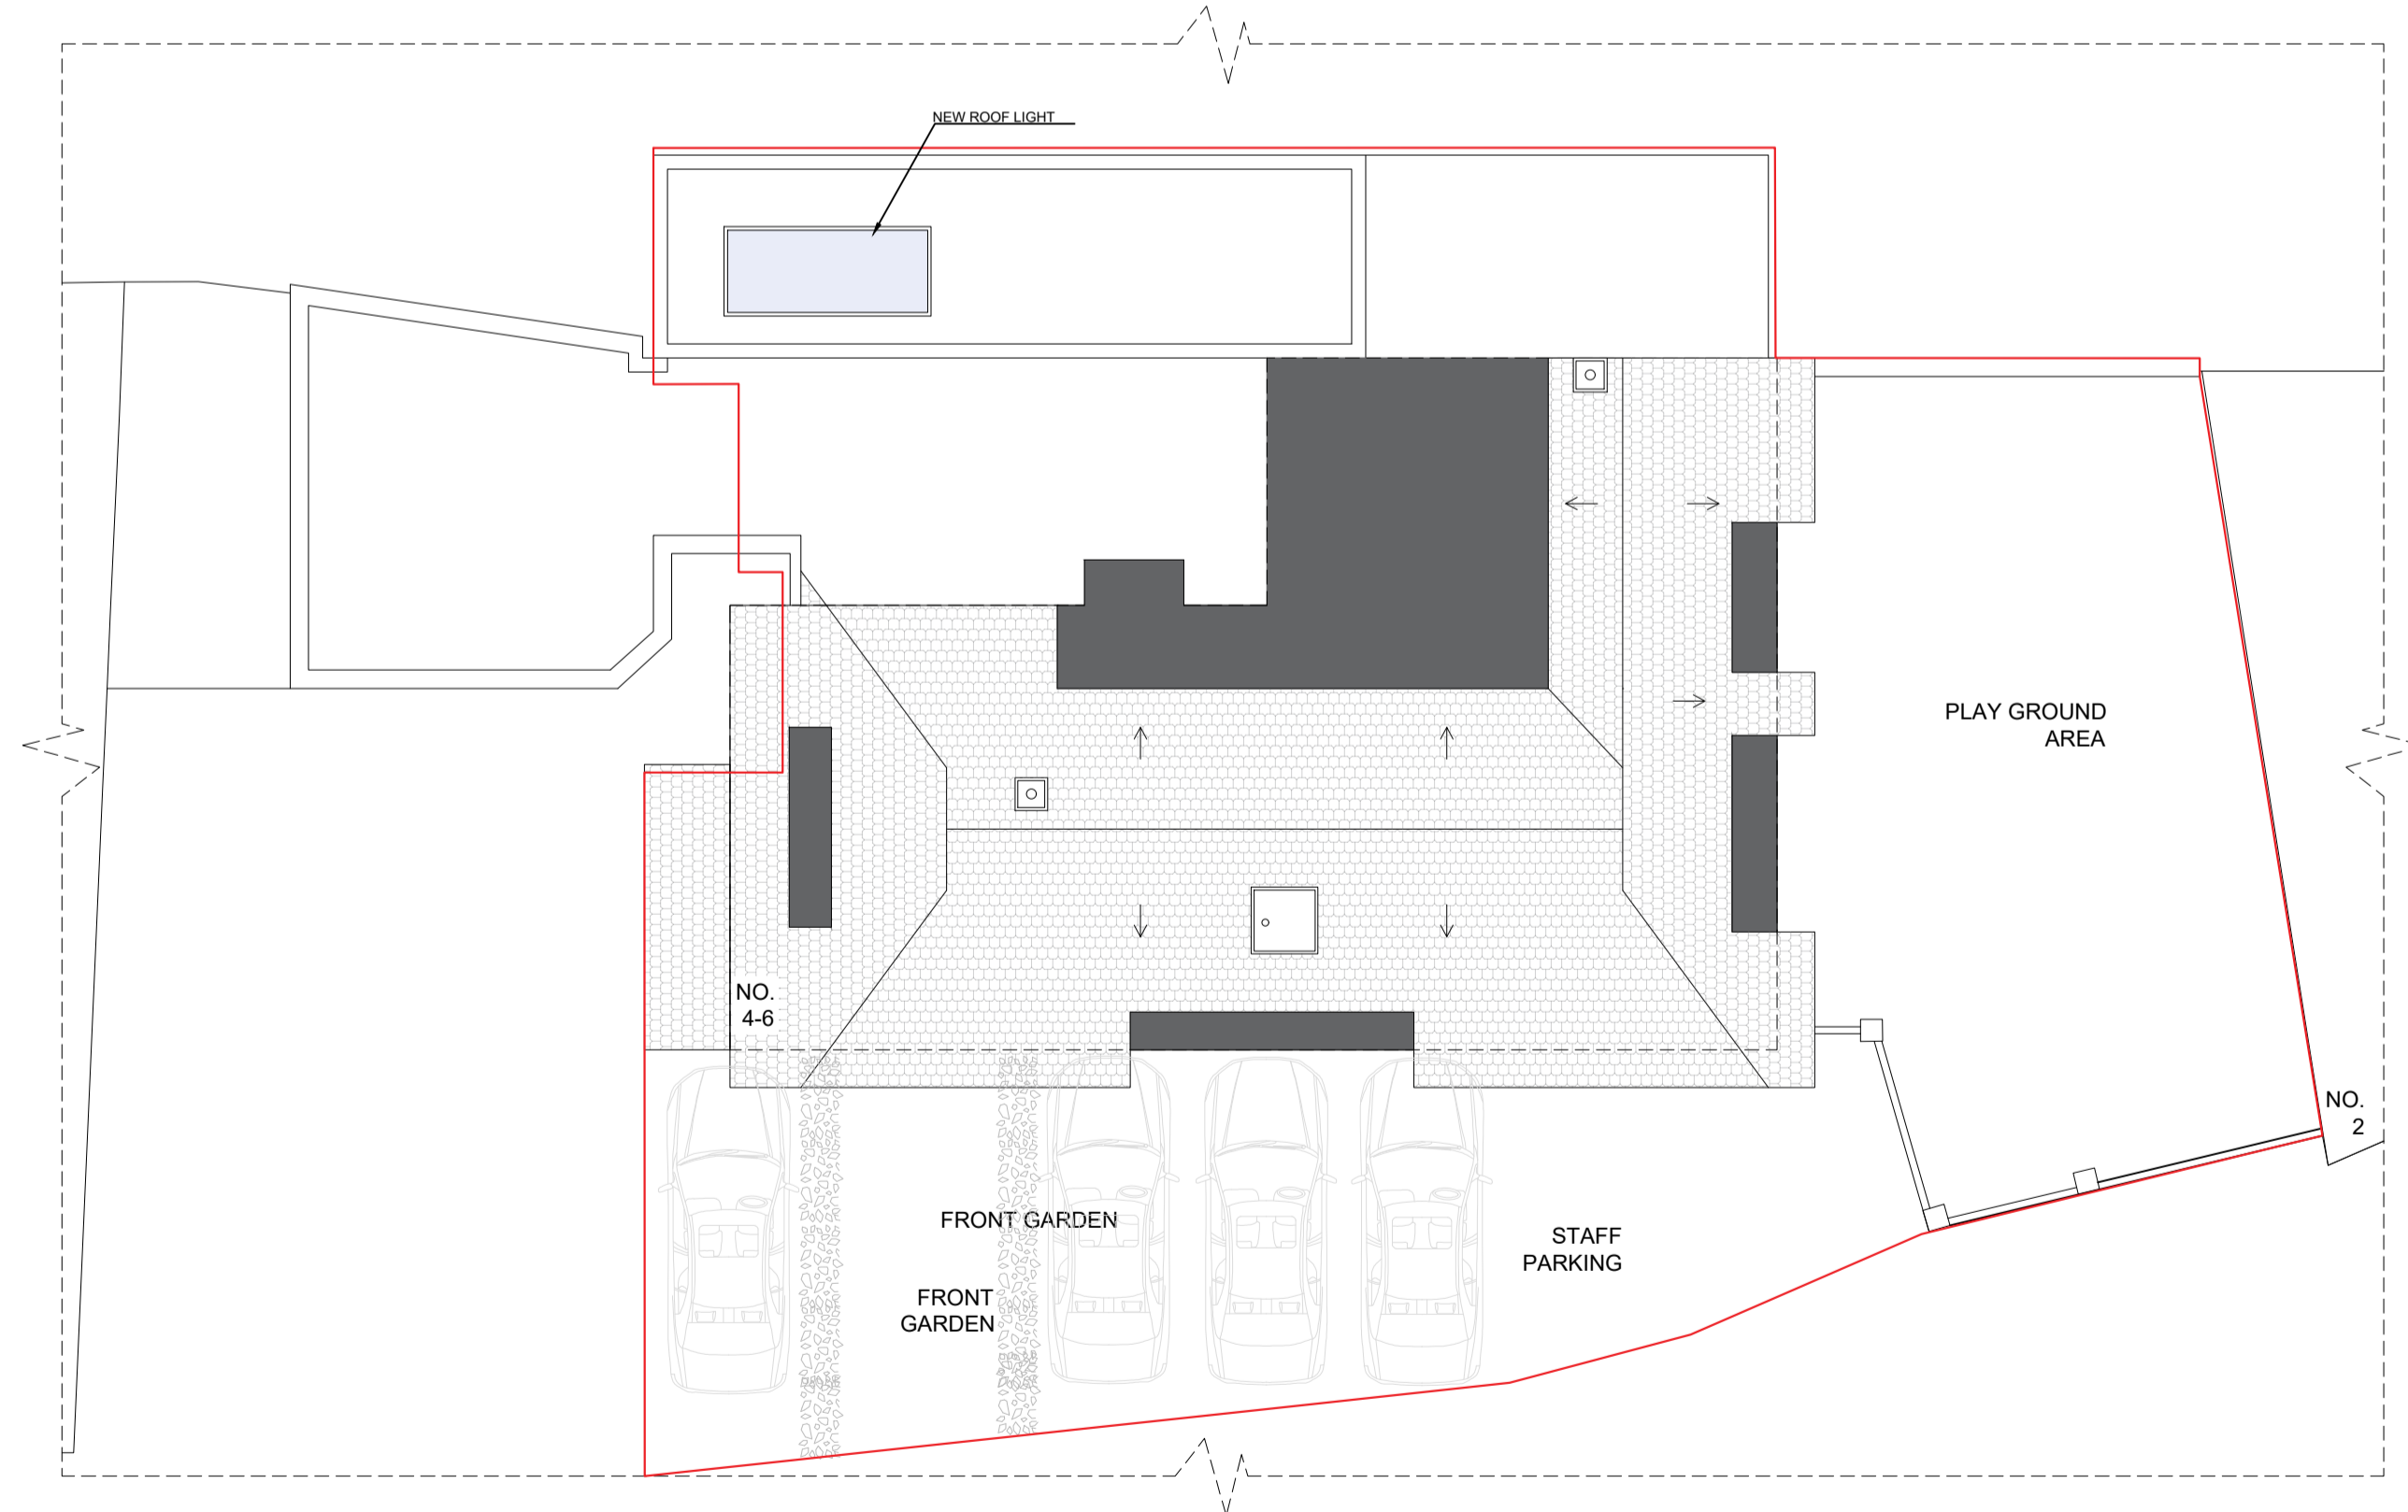 NEW ROOF LIGHT
PLAY GROUND
AREA
NO.
4-6
NO.
2
FRONT GARDEN
STAFF
PARKING
FRONT
GARDEN